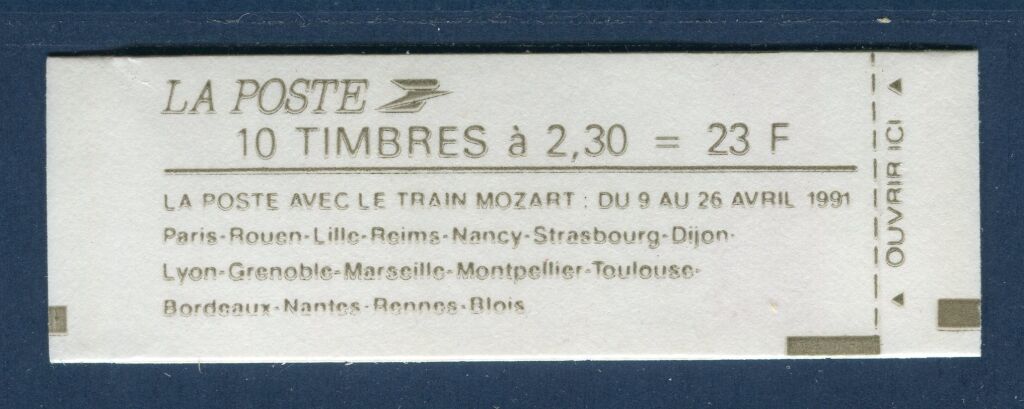 LA POSTE
10 TIMBRES à 2,30 = 23 F
LA POSTE AVEC LE TRAIN MOZART : DU 9 AU 26 AVRIL 1991
Paris-Rouen-Lille-Reims-Nancy-Strasbourg-Dijon-
Lyon-Grenoble-Marseille-Montpellier-Toulouse-
Bordeaux-Nantes-Rennes-Blois
OUVRIR ICI